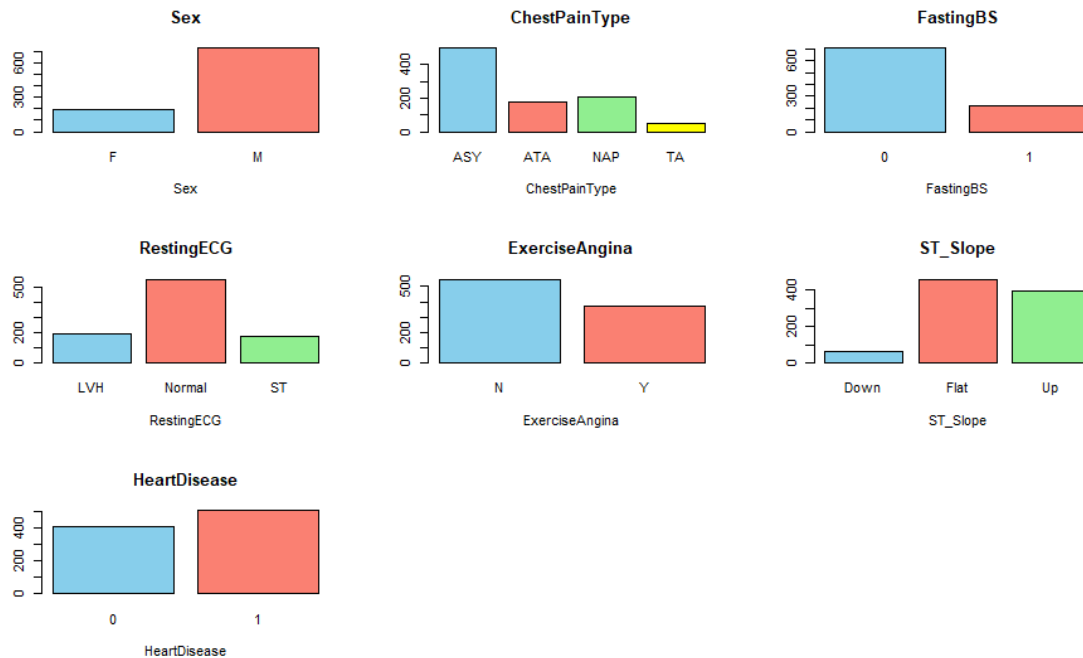 Sex
0 300 600
F M
Sex
ChestPainType
0 200 400
ASY ATA NAP TA
ChestPainType
FastingBS
0 300 600
0 1
FastingBS
RestingECG
0 200 500
LVH Normal ST
RestingECG
ExerciseAngina
0 200 500
N Y
ExerciseAngina
ST_Slope
0 200 400
Down Flat Up
ST_Slope
HeartDisease
0 200 400
0 1
HeartDisease